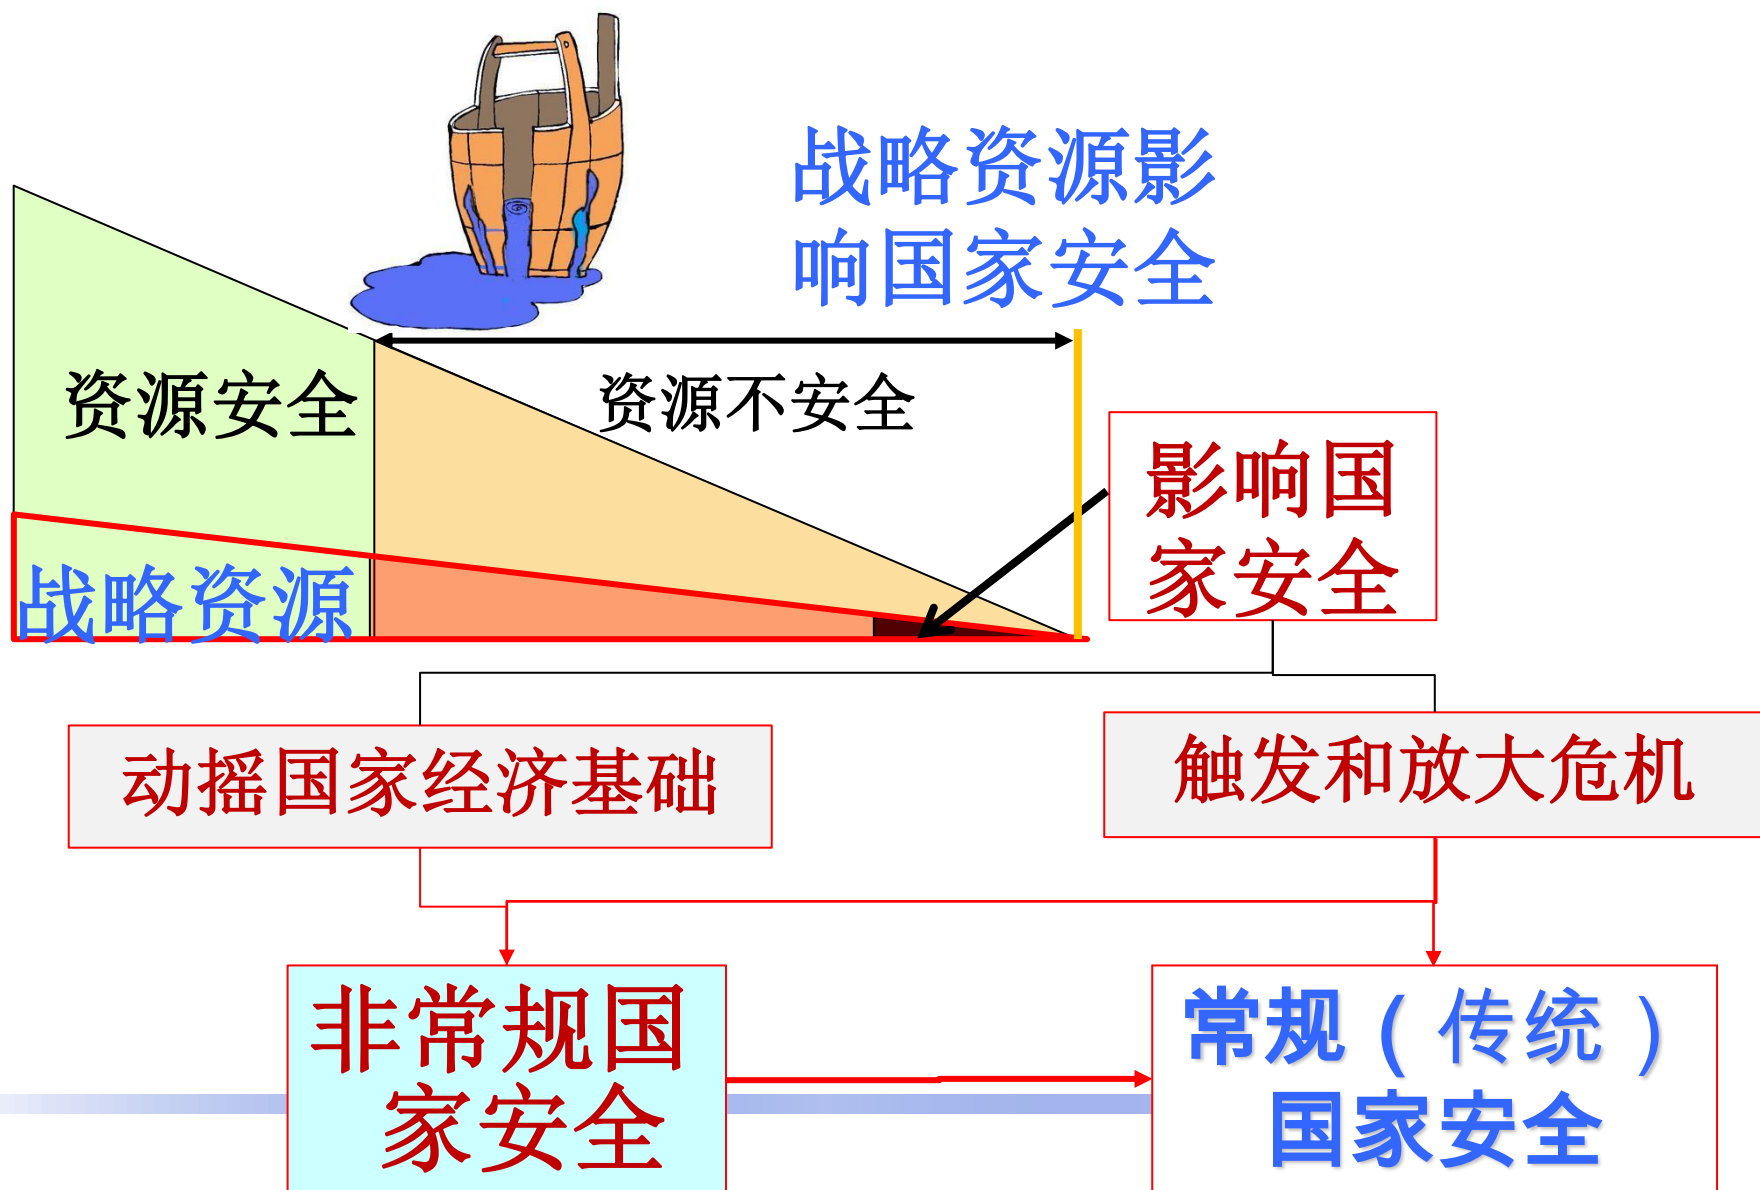 战略资源影
响国家安全
资源安全
资源不安全
影响国
家安全
战略资源
动摇国家经济基础
触发和放大危机
非常规国
家安全
常规（传统）
国家安全